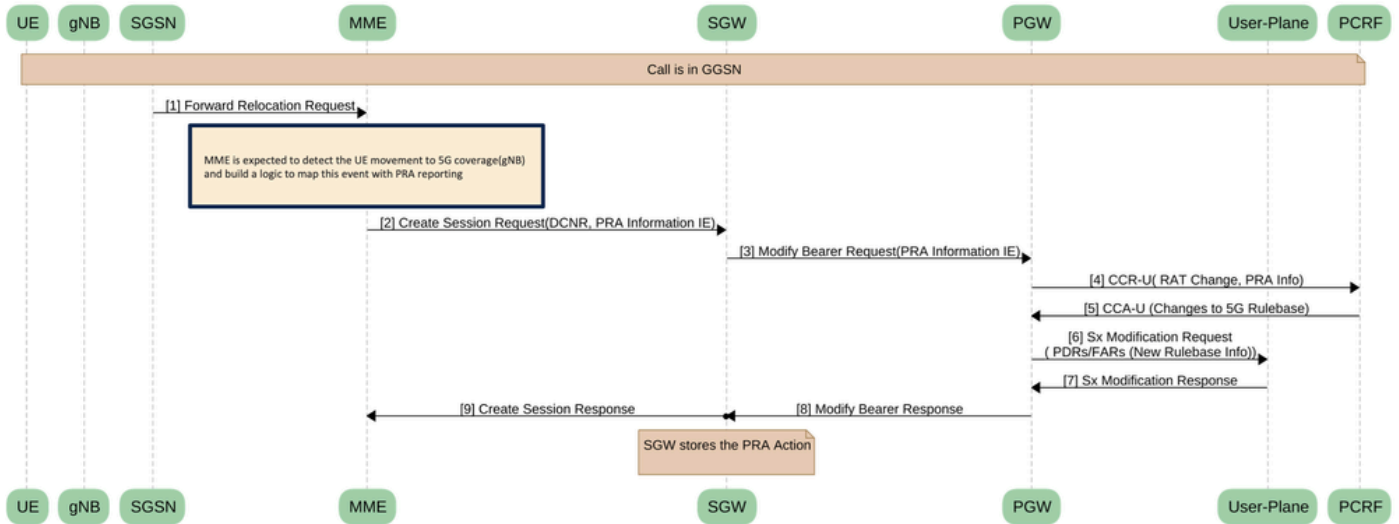 UE gNB SGSN MME SGW PGW User-Plane PCRF
Call is in GGSN
[1] Forward Relocation Request
MME is expected to detect the UE movement to 5G coverage(gNB)
and build a logic to map this event with PRA reporting
[2] Create Session Request(DCNR, PRA Information IE)
[3] Modify Bearer Request(PRA Information IE)
[4] CCR-U( RAT Change, PRA Info)
[5] CCA-U (Changes to 5G Rulebase)
[6] Sx Modification Request
( PDRs/FARs (New Rulebase Info))
[7] Sx Modification Response
[9] Create Session Response [8] Modify Bearer Response
SGW stores the PRA Action
UE gNB SGSN MME SGW PGW User-Plane PCRF